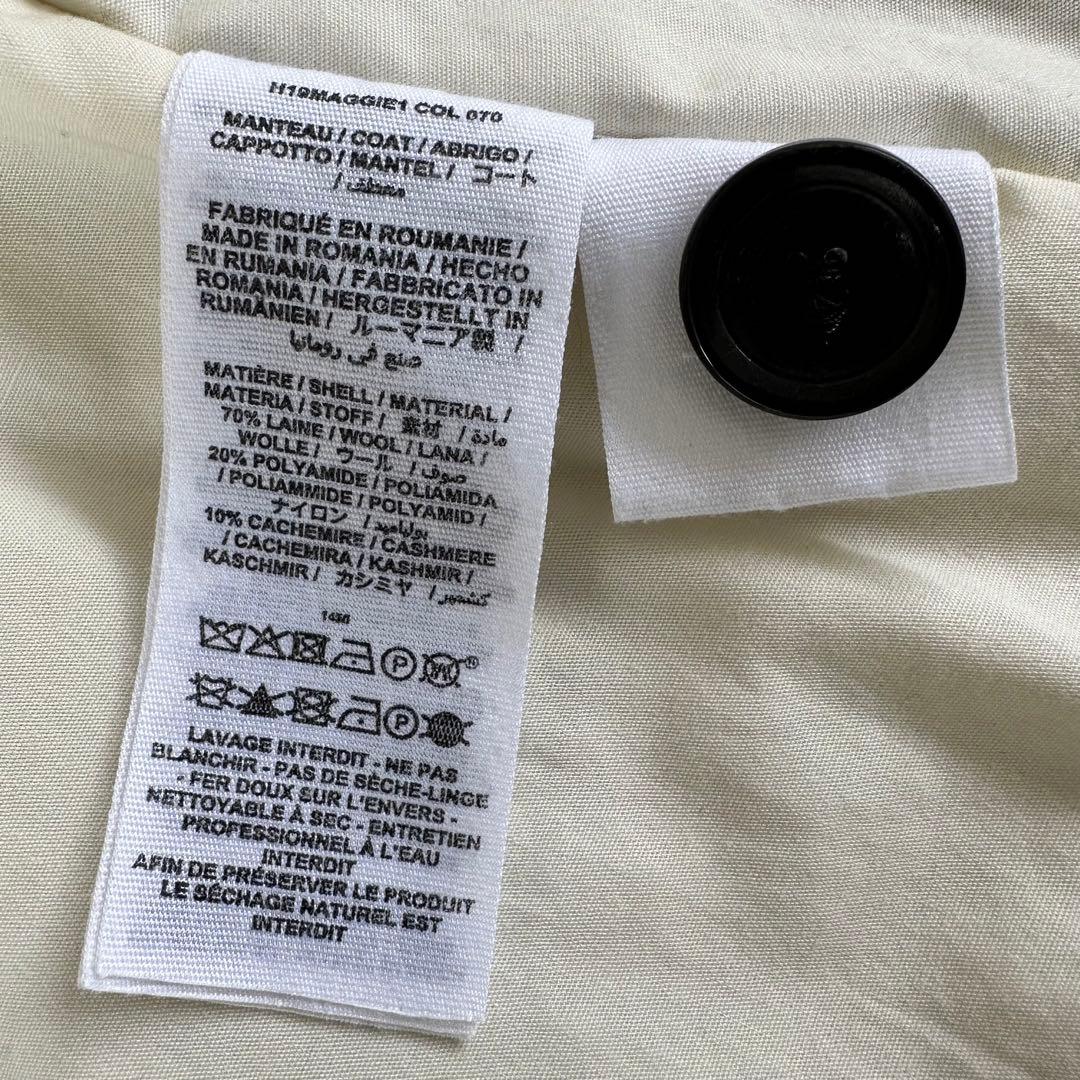 H19MAGGIE1 COL 070
MANTEAU / COAT / ABRIGO /
CAPPOTTO / MANTEL / コート
/ معطف
FABRIQUÉ EN ROUMANIE /
MADE IN ROMANIA / HECHO
EN RUMANIA / FABBRICATO IN
ROMANIA / HERGESTELLT IN
RUMÄNIEN / ルーマニア製 /
صنع في رومانيا
MATIÈRE / SHELL / MATERIAL /
MATERIA / STOFF / 素材 / مادة
70% LAINE / WOOL / LANA /
WOLLE / ウール / صوف
20% POLYAMIDE / POLIAMIDA
/ POLIAMMIDE / POLYAMID /
ナイロン / بولياميد
10% CACHEMIRE / CASHMERE
/ CACHEMIRA / KASHMIR /
KASCHMIR / カシミヤ / كشمير
P W ®
P
LAVAGE INTERDIT - NE PAS
BLANCHIR - PAS DE SÈCHE-LINGE
- FER DOUX SUR L'ENVERS -
NETTOYABLE À SEC - ENTRETIEN
PROFESSIONNEL À L'EAU
INTERDIT
AFIN DE PRÉSERVER LE PRODUIT
LE SÉCHAGE NATUREL EST
INTERDIT